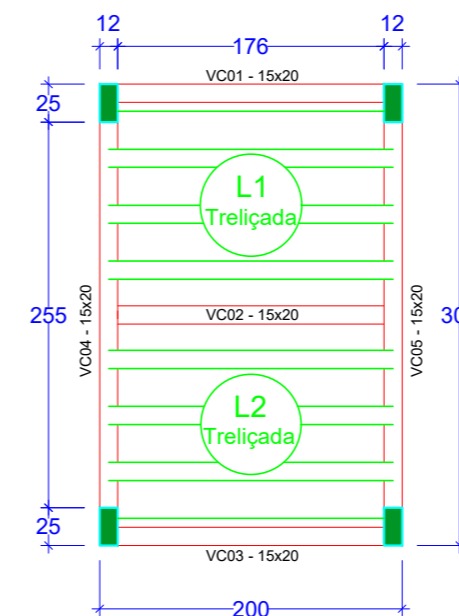 12 12
176
VC01 - 15x20
25
L1
Treliçada
255
VC04 - 15x20
VC02 - 15x20
VC05 - 15x20
30
L2
Treliçada
25
VC03 - 15x20
200